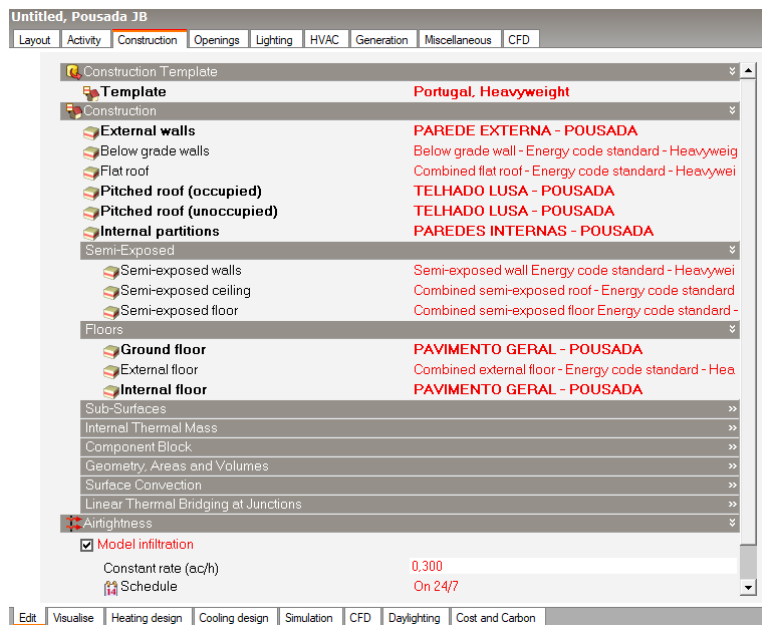 Untitled, Pousada JB
Layout Activity Construction Openings Lighting HVAC Generation Miscellaneous CFD
Construction Template
Template Portugal, Heavyweight
Construction
External walls PAREDE EXTERNA - POUSADA
Below grade walls Below grade wall - Energy code standard - Heavyweig
Flat roof Combined flat roof - Energy code standard - Heavywei
Pitched roof (occupied) TELHADO LUSA - POUSADA
Pitched roof (unoccupied) TELHADO LUSA - POUSADA
Internal partitions PAREDES INTERNAS - POUSADA
Semi-Exposed
Semi-exposed walls Semi-exposed wall Energy code standard - Heavywei
Semi-exposed ceiling Combined semi-exposed roof - Energy code standard
Semi-exposed floor Combined semi-exposed floor Energy code standard -
Floors
Ground floor PAVIMENTO GERAL - POUSADA
External floor Combined external floor - Energy code standard - Hea
Internal floor PAVIMENTO GERAL - POUSADA
Sub-Surfaces
Internal Thermal Mass
Component Block
Geometry, Areas and Volumes
Surface Convection
Linear Thermal Bridging at Junctions
Airtightness
Model infiltration
Constant rate (ac/h) 0,300
14 Schedule On 24/7
Edit Visualise Heating design Cooling design Simulation CFD Daylighting Cost and Carbon